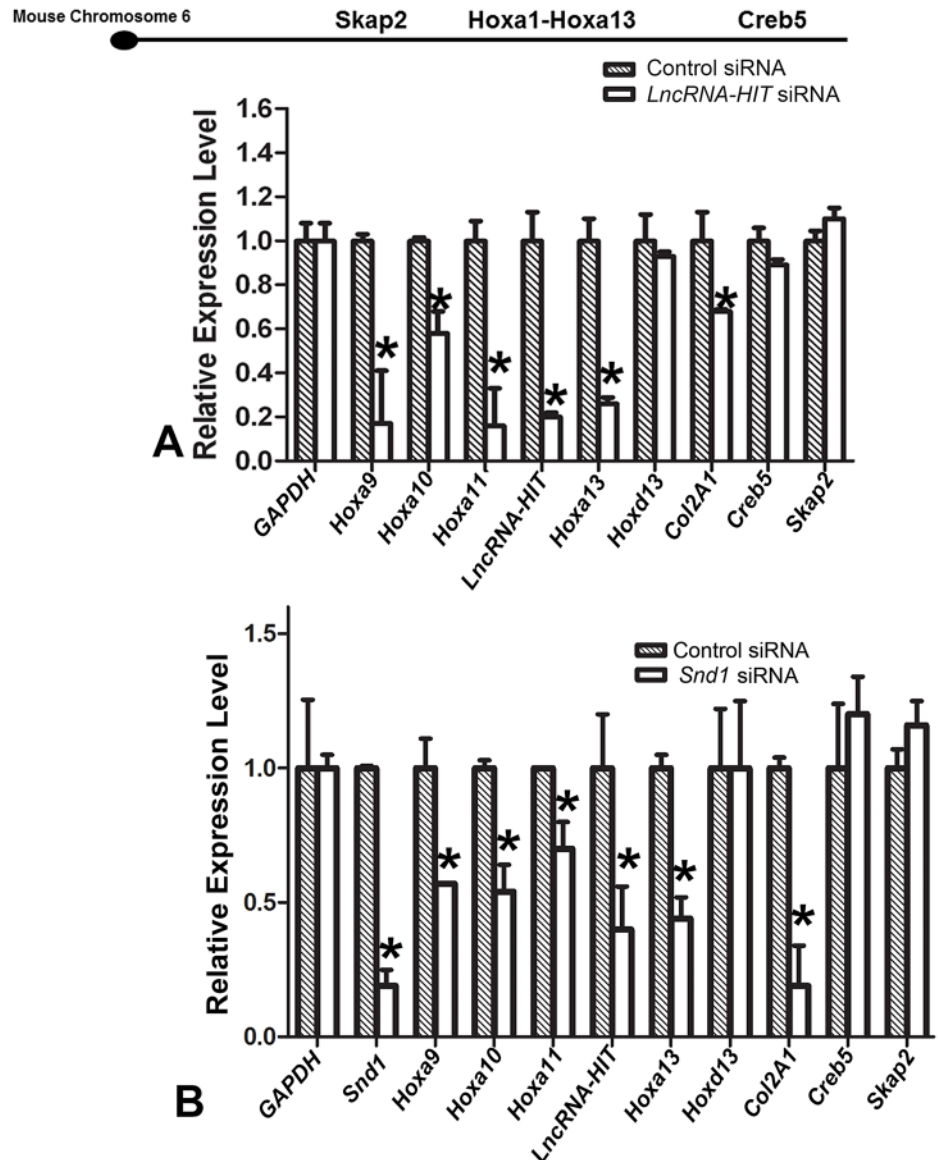 Mouse Chromosome 6 Skap2 Hoxa1-Hoxa13 Creb5
Control siRNA
LncRNA-HIT siRNA
Relative Expression Level
1.6
1.4
1.2
1.0
0.8
0.6
0.4
0.2
0.0
* * * * * *
A
GAPDH Hoxa9 Hoxa10 Hoxa11 LncRNA-HIT Hoxa13 Hoxd13 Col2A1 Creb5 Skap2
Control siRNA
Snd1 siRNA
Relative Expression Level
1.5
1.0
0.5
0.0
* * * * * * *
B
GAPDH Snd1 Hoxa9 Hoxa10 Hoxa11 LncRNA-HIT Hoxa13 Hoxd13 Col2A1 Creb5 Skap2